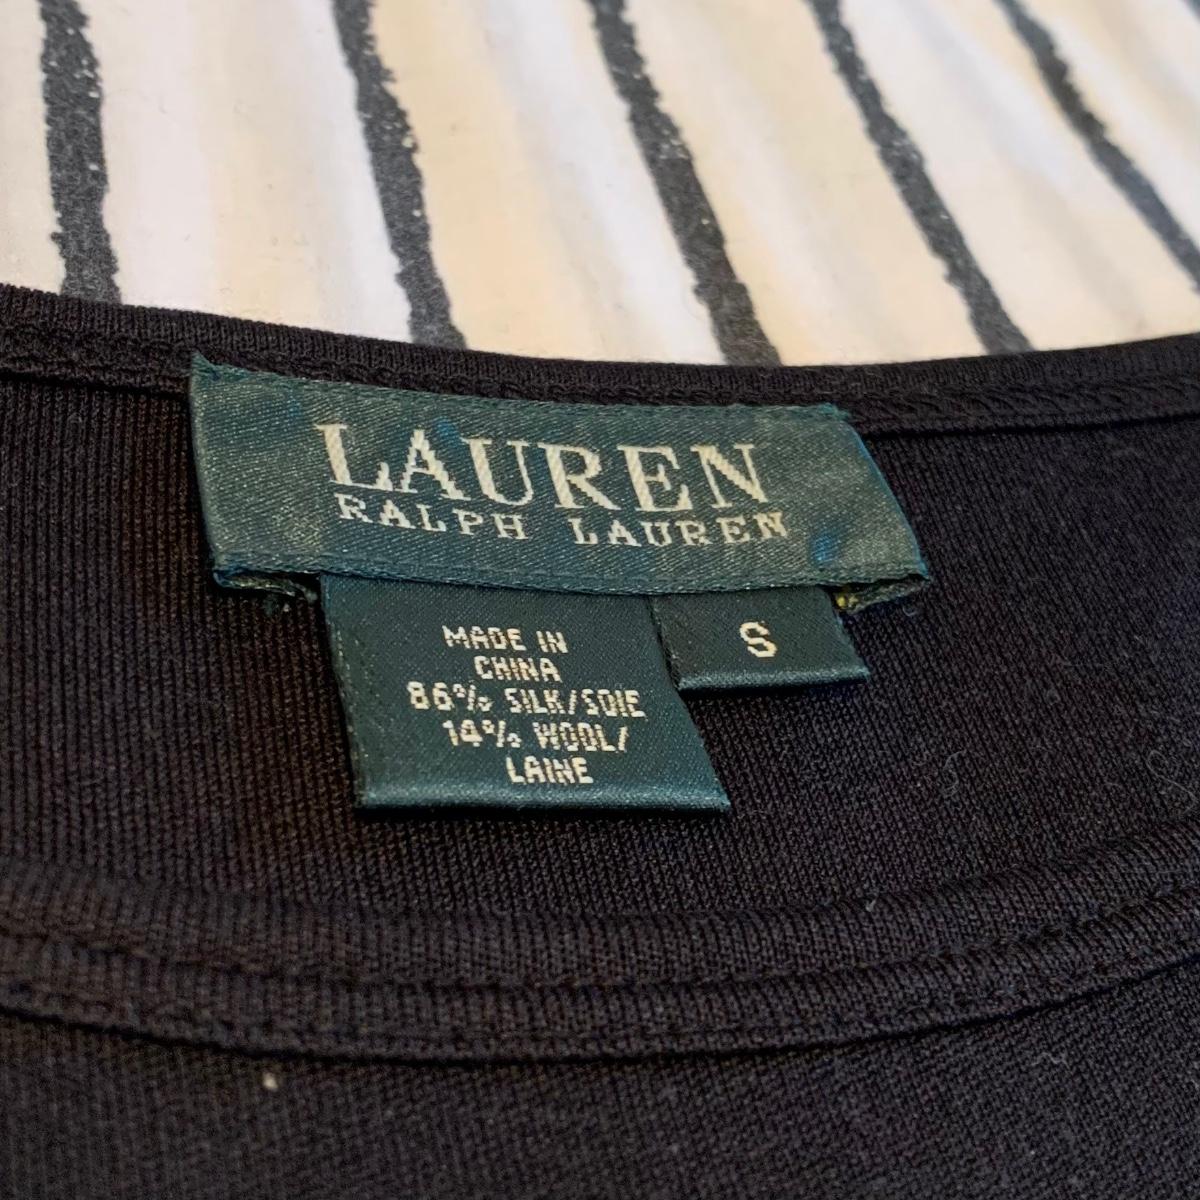 LAUREN
RALPH LAUREN
MADE IN
CHINA
86% SILK/SOIE
14% WOOL/
LAINE
S